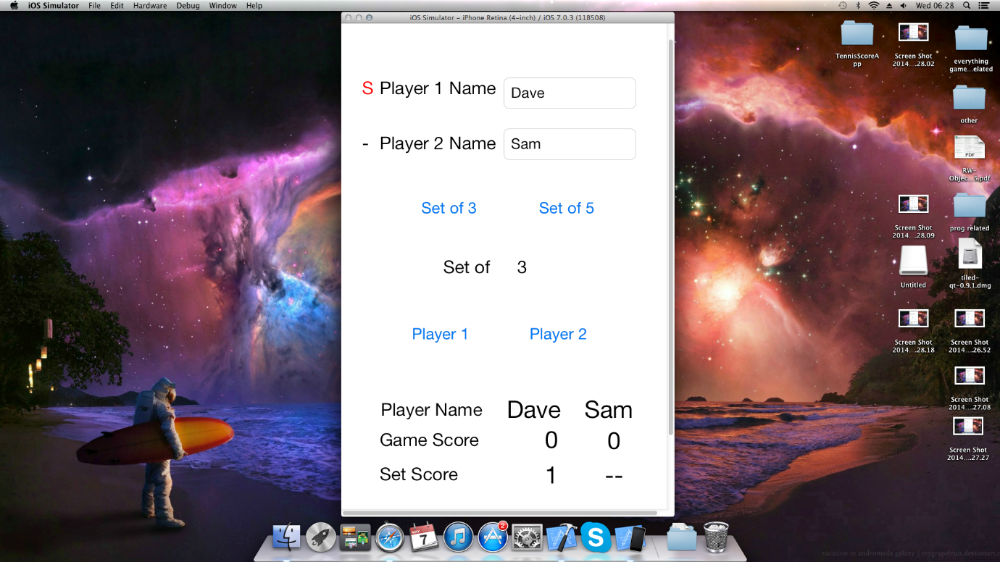 iOS Simulator File Edit Hardware Debug Window Help Wed 06:28
iOS Simulator - iPhone Retina (4-inch) / iOS 7.0.3 (11B508)
S Player 1 Name Dave
- Player 2 Name Sam
Set of 3 Set of 5
Set of 3
Player 1 Player 2
Player Name Dave Sam
Game Score 0 0
Set Score 1 --
TennisScoreA
pp
Screen Shot
2014....28.02
everything
game...elated
other
PDF
RW-
Objec...5.pdf
Screen Shot
2014....28.09
prog related
Untitled
tiled-
qt-0.9.1.dmg
Screen Shot
2014....28.18
Screen Shot
2014....26.52
Screen Shot
2014....27.08
Screen Shot
2014....27.27
MAY
7
2
S
vacation in andromeda galaxy || mygrapefruit.deviantart.